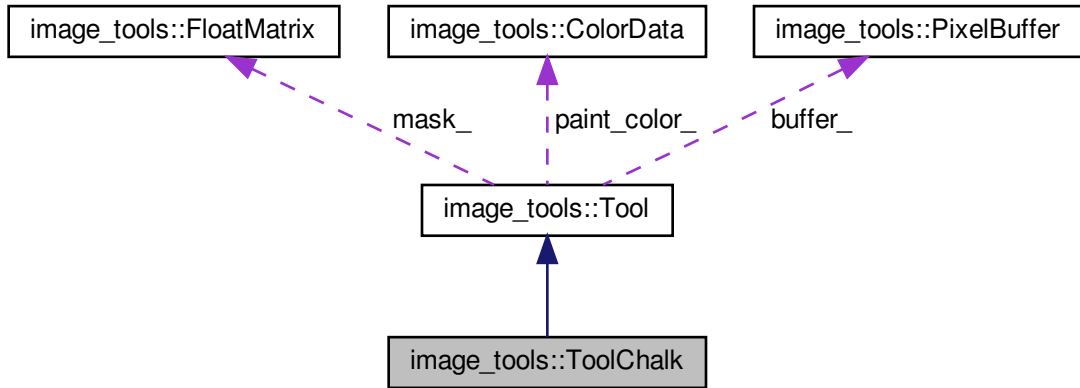 image_tools::FloatMatrix
image_tools::ColorData
image_tools::PixelBuffer
mask_
paint_color_
buffer_
image_tools::Tool
image_tools::ToolChalk